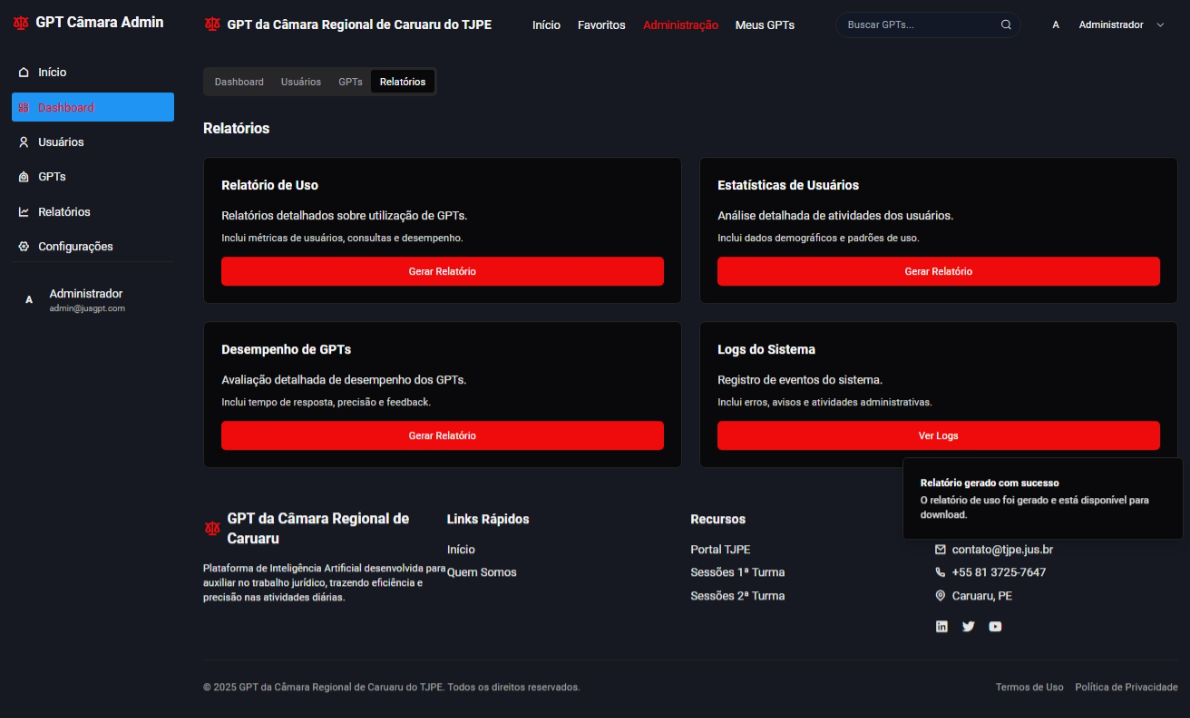 GPT Câmara Admin
GPT da Câmara Regional de Caruaru do TJPE
Início
Favoritos
Administração
Meus GPTs
Buscar GPTs...
A
Administrador
Início
Dashboard
Usuários
GPTs
Relatórios
Configurações
A
Administrador
admin@jusgpt.com
Dashboard
Usuários
GPTs
Relatórios
Relatórios
Relatório de Uso
Relatórios detalhados sobre utilização de GPTs.
Inclui métricas de usuários, consultas e desempenho.
Gerar Relatório
Estatísticas de Usuários
Análise detalhada de atividades dos usuários.
Inclui dados demográficos e padrões de uso.
Gerar Relatório
Desempenho de GPTs
Avaliação detalhada de desempenho dos GPTs.
Inclui tempo de resposta, precisão e feedback.
Gerar Relatório
Logs do Sistema
Registro de eventos do sistema.
Inclui erros, avisos e atividades administrativas.
Ver Logs
Relatório gerado com sucesso
O relatório de uso foi gerado e está disponível para
download.
GPT da Câmara Regional de
Caruaru
Plataforma de Inteligência Artificial desenvolvida para
auxiliar no trabalho jurídico, trazendo eficiência e
precisão nas atividades diárias.
Links Rápidos
Início
Quem Somos
Recursos
Portal TJPE
Sessões 1ª Turma
Sessões 2ª Turma
contato@tjpe.jus.br
+55 81 3725-7647
Caruaru, PE
© 2025 GPT da Câmara Regional de Caruaru do TJPE. Todos os direitos reservados.
Termos de Uso
Política de Privacidade